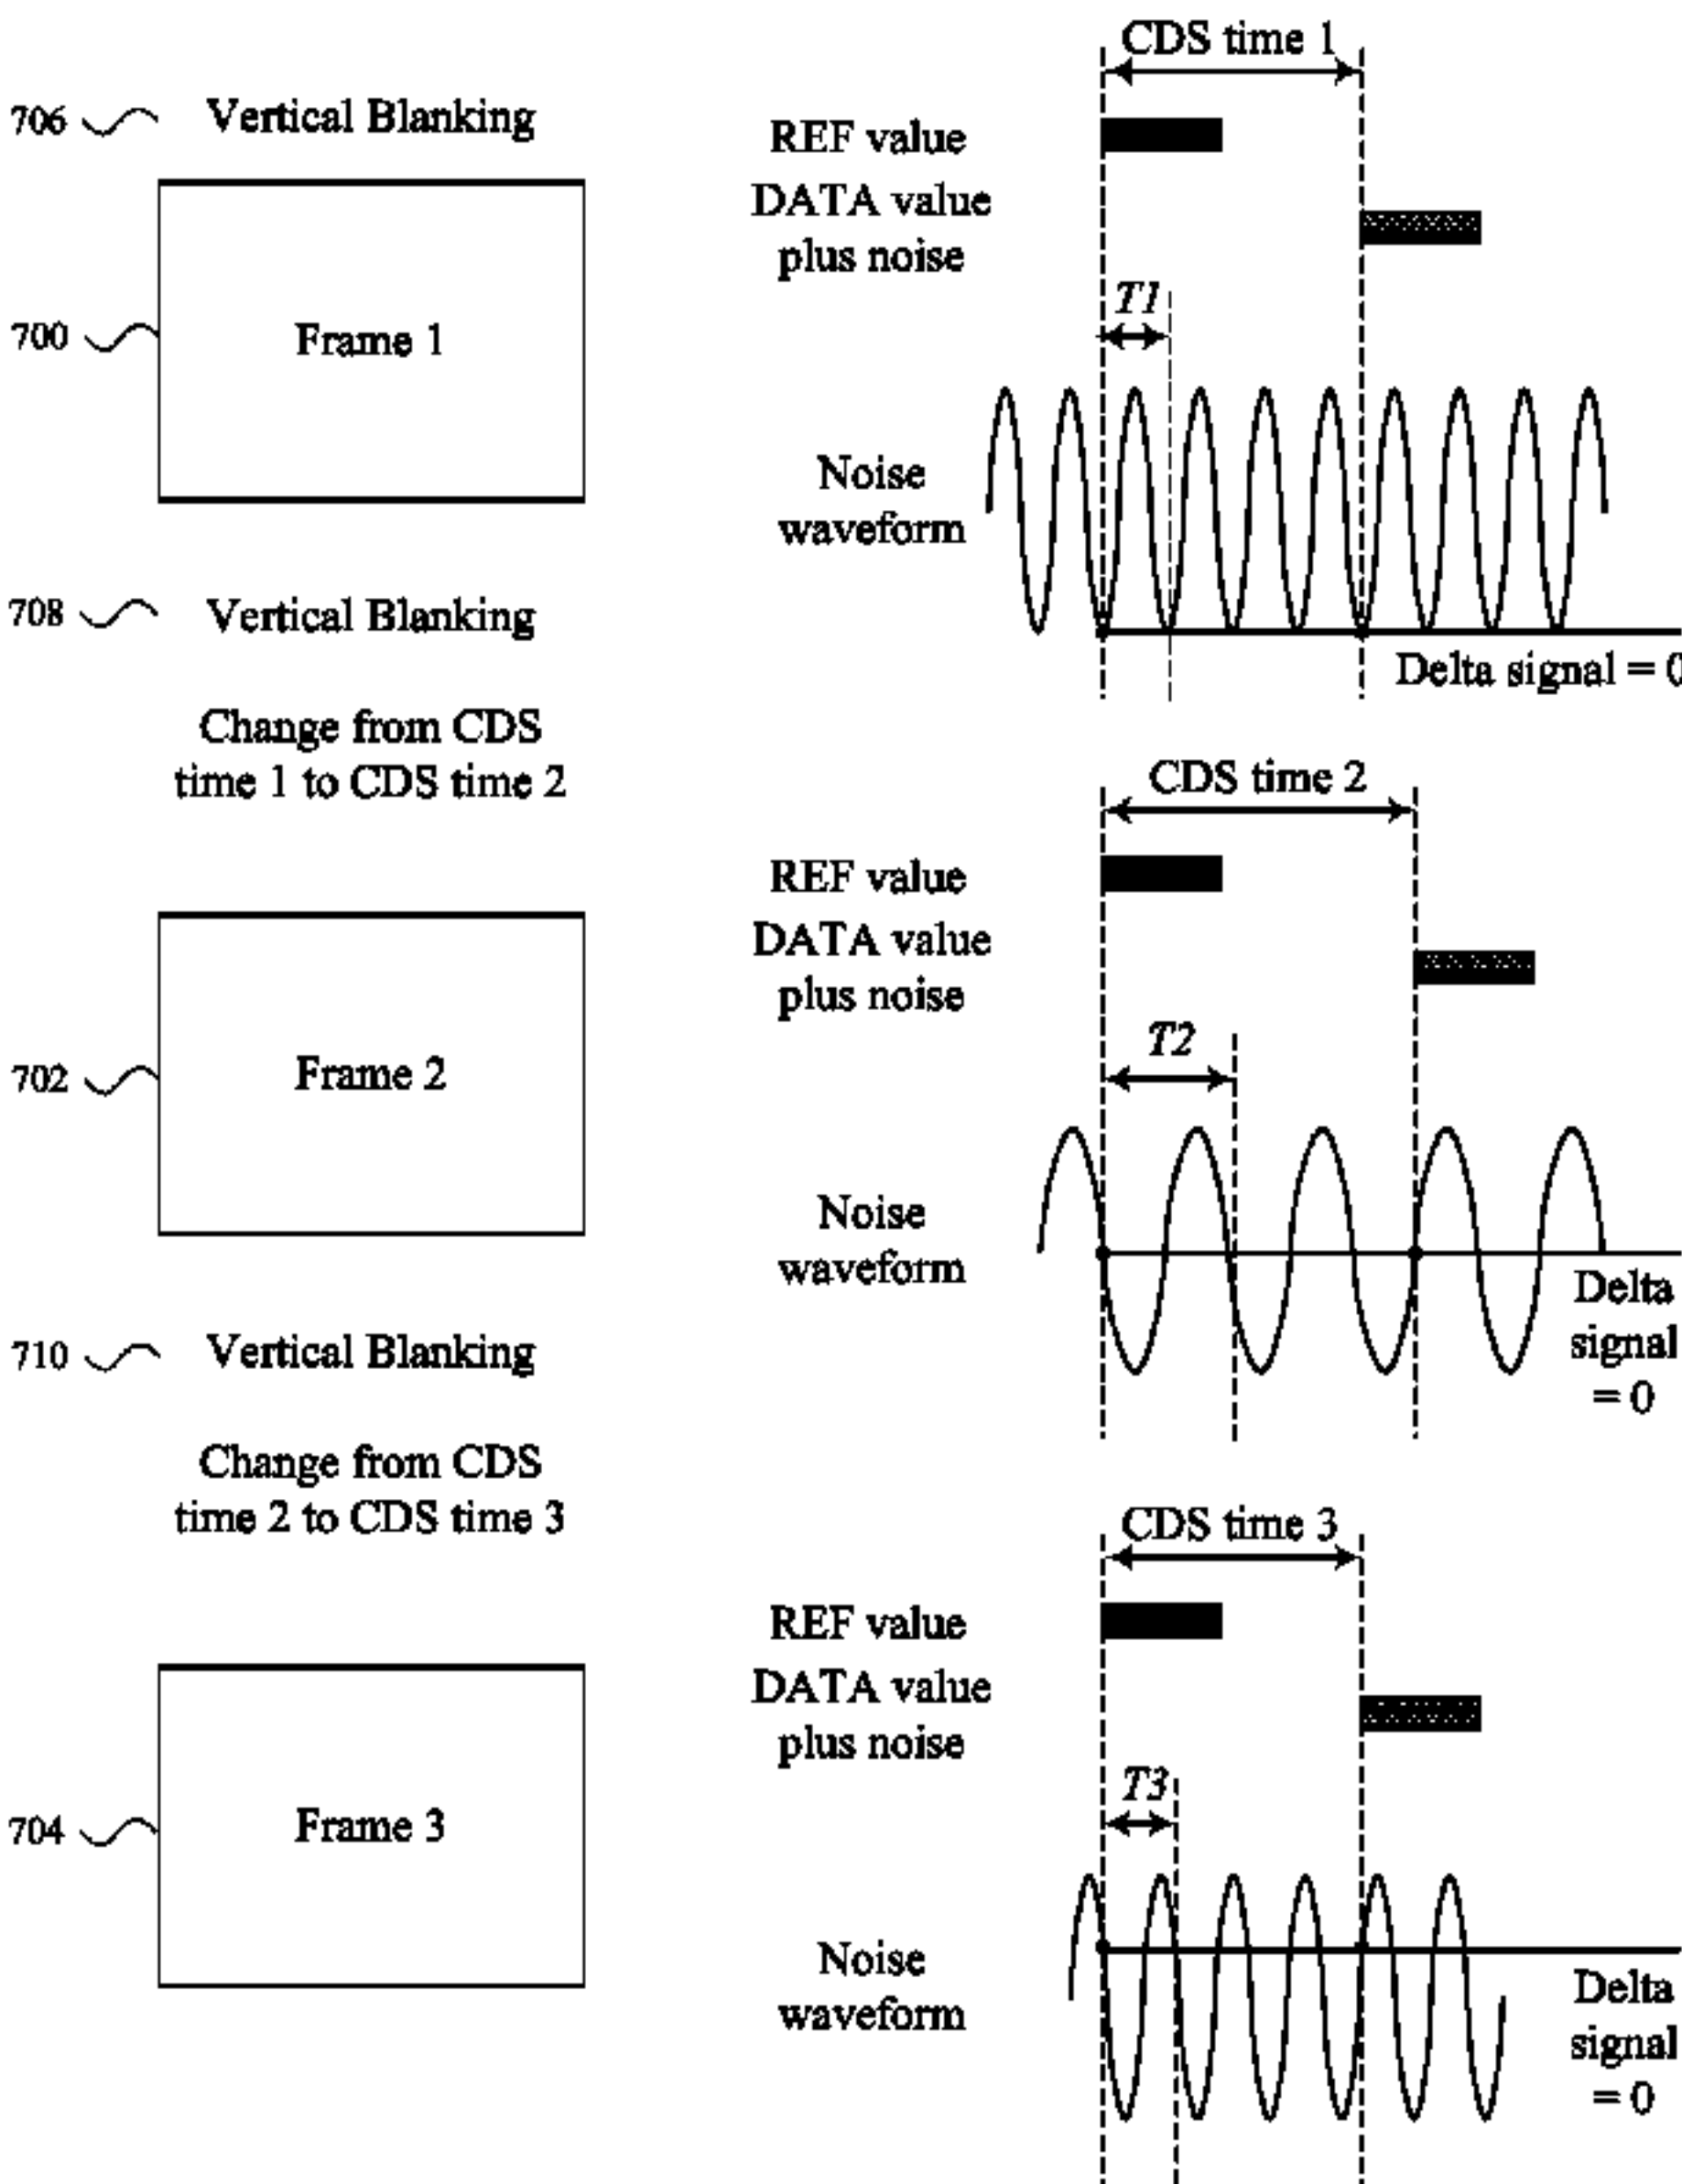 CDS time 1
706
Vertical Blanking
REF value
DATA value
plus noise
T1
700
Frame 1
Noise
waveform
708
Vertical Blanking
Delta signal = 0
Change from CDS
time 1 to CDS time 2
CDS time 2
REF value
DATA value
plus noise
T2
702
Frame 2
Noise
waveform
Delta
signal
= 0
710
Vertical Blanking
Change from CDS
time 2 to CDS time 3
CDS time 3
REF value
DATA value
plus noise
T3
704
Frame 3
Noise
waveform
Delta
signal
= 0